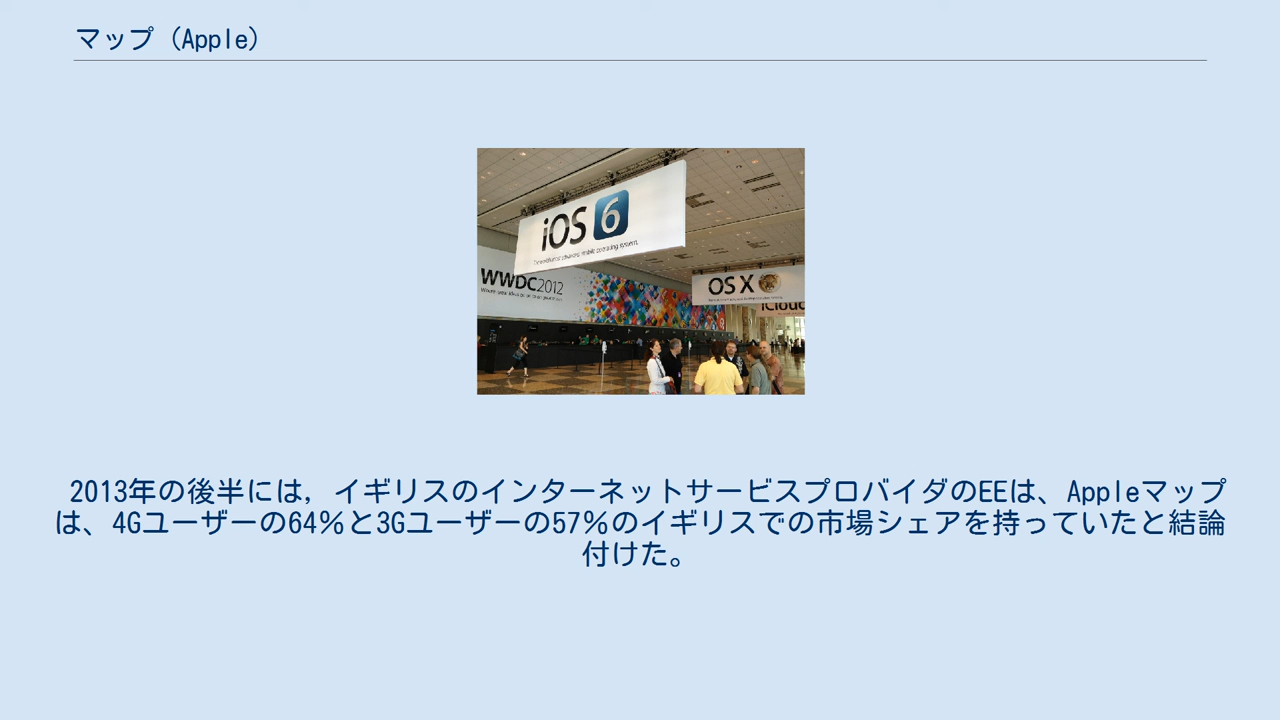 マップ（Apple）
iOS 6
WWDC2012
OS X
iCloud
2013年の後半には，イギリスのインターネットサービスプロバイダのEEは、Appleマップ
は、4Gユーザーの64％と3Gユーザーの57％のイギリスでの市場シェアを持っていたと結論
付けた。